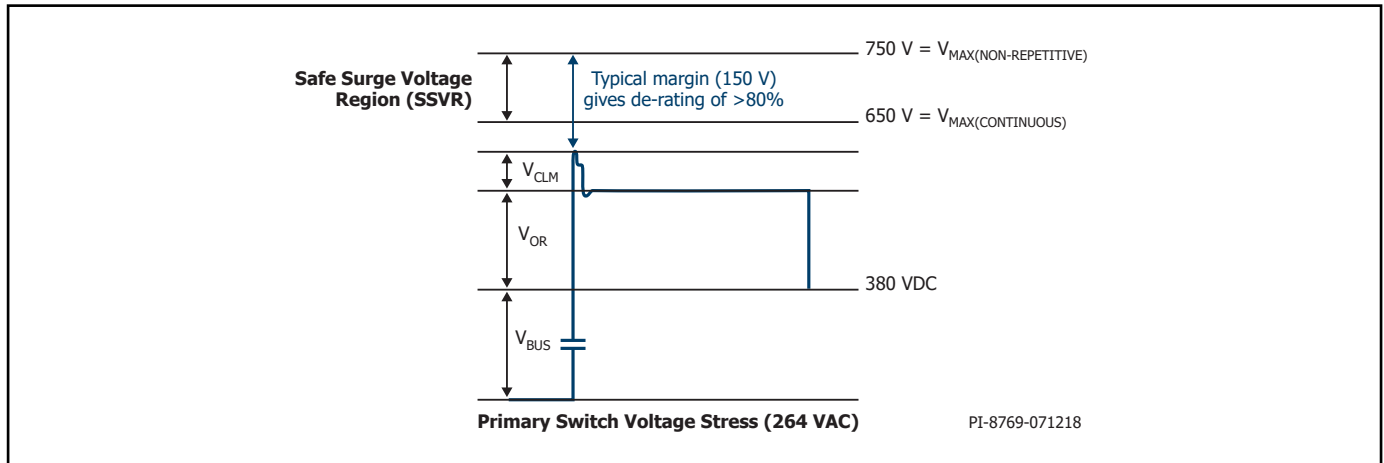 750 V = VMAX(NON-REPETITIVE)
Safe Surge Voltage
Region (SSVR)
Typical margin (150 V)
gives de-rating of >80%
650 V = VMAX(CONTINUOUS)
VCLM
VOR
380 VDC
VBUS
Primary Switch Voltage Stress (264 VAC)
PI-8769-071218